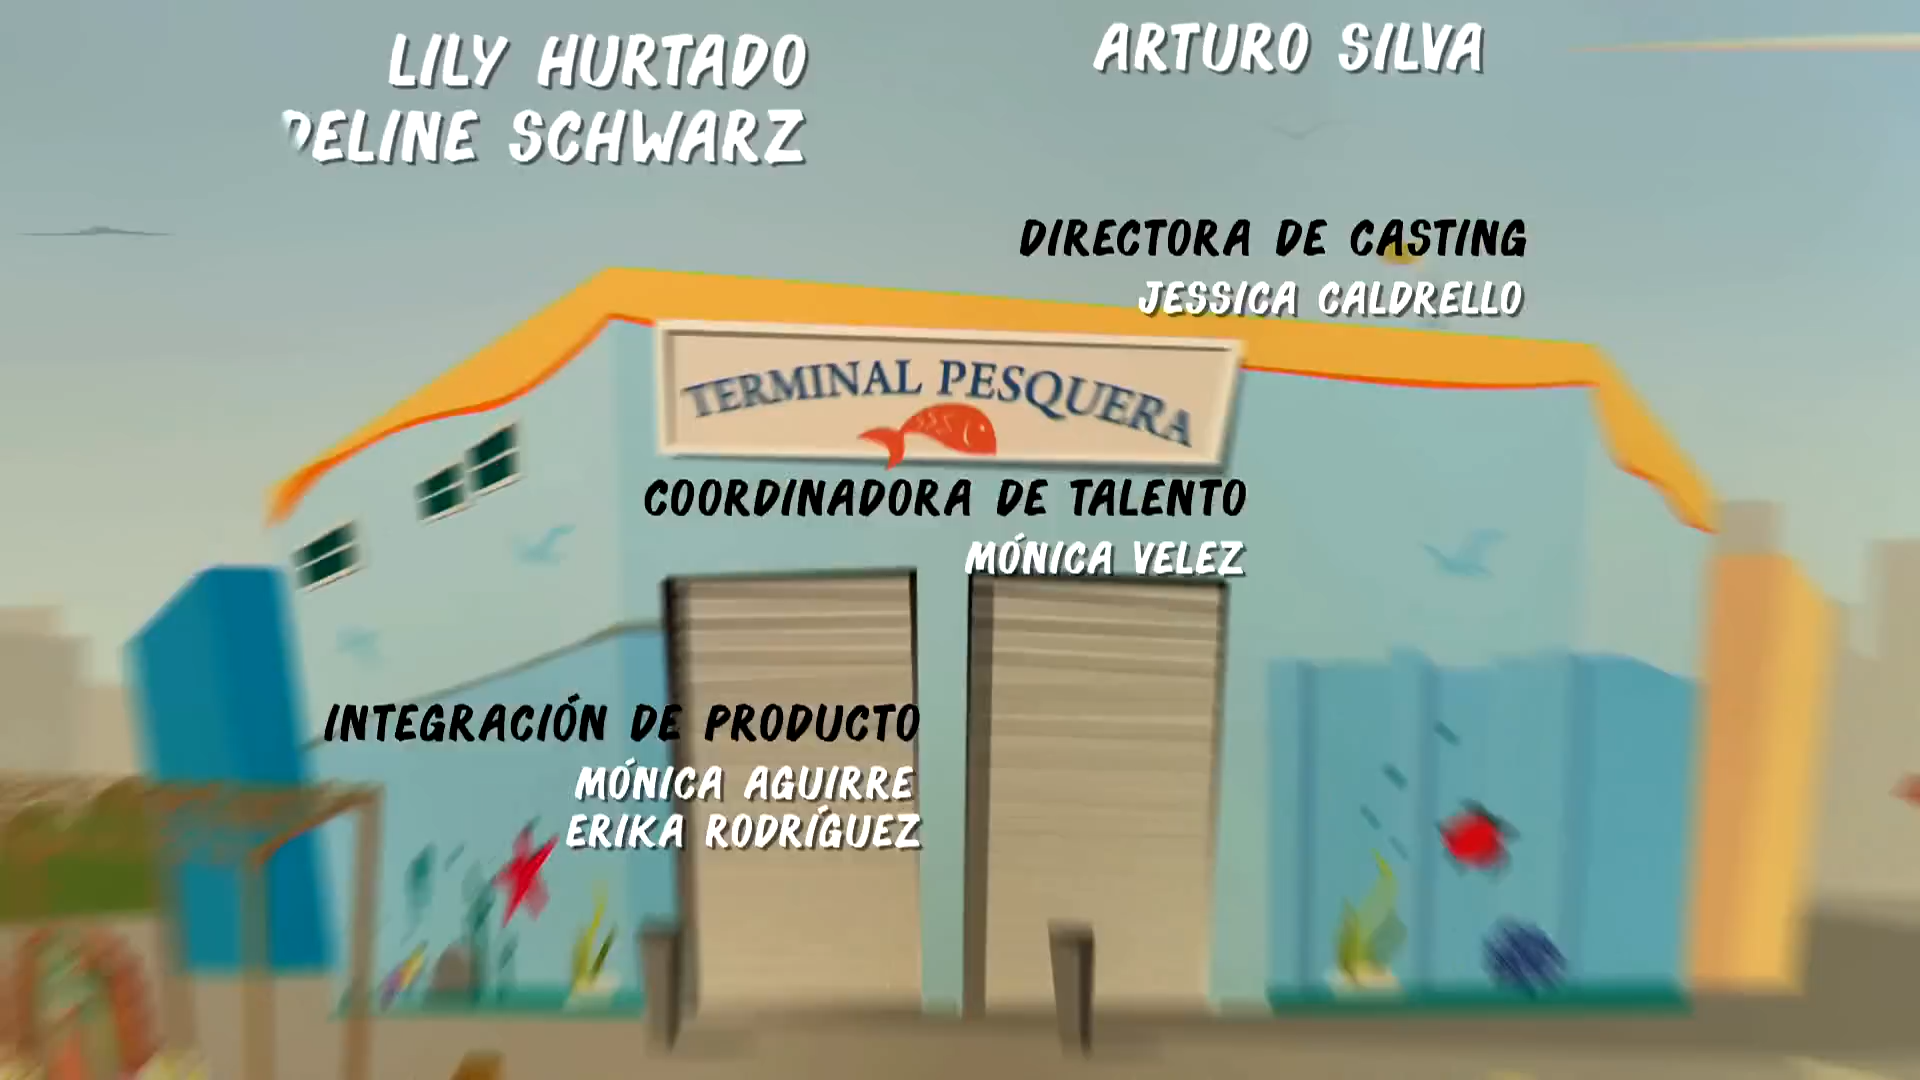 LILY HURTADO
SCHWARZ
ARTURO SILVA
DIRECTORA DE CASTING
JESSICA CALDRELLO
TERMINAL PESQUERA
COORDINADORA DE TALENTO
MÓNICA VELEZ
INTEGRACIÓN DE PRODUCTO
MÓNICA AGUIRRE
ERIKA RODRÍGUEZ